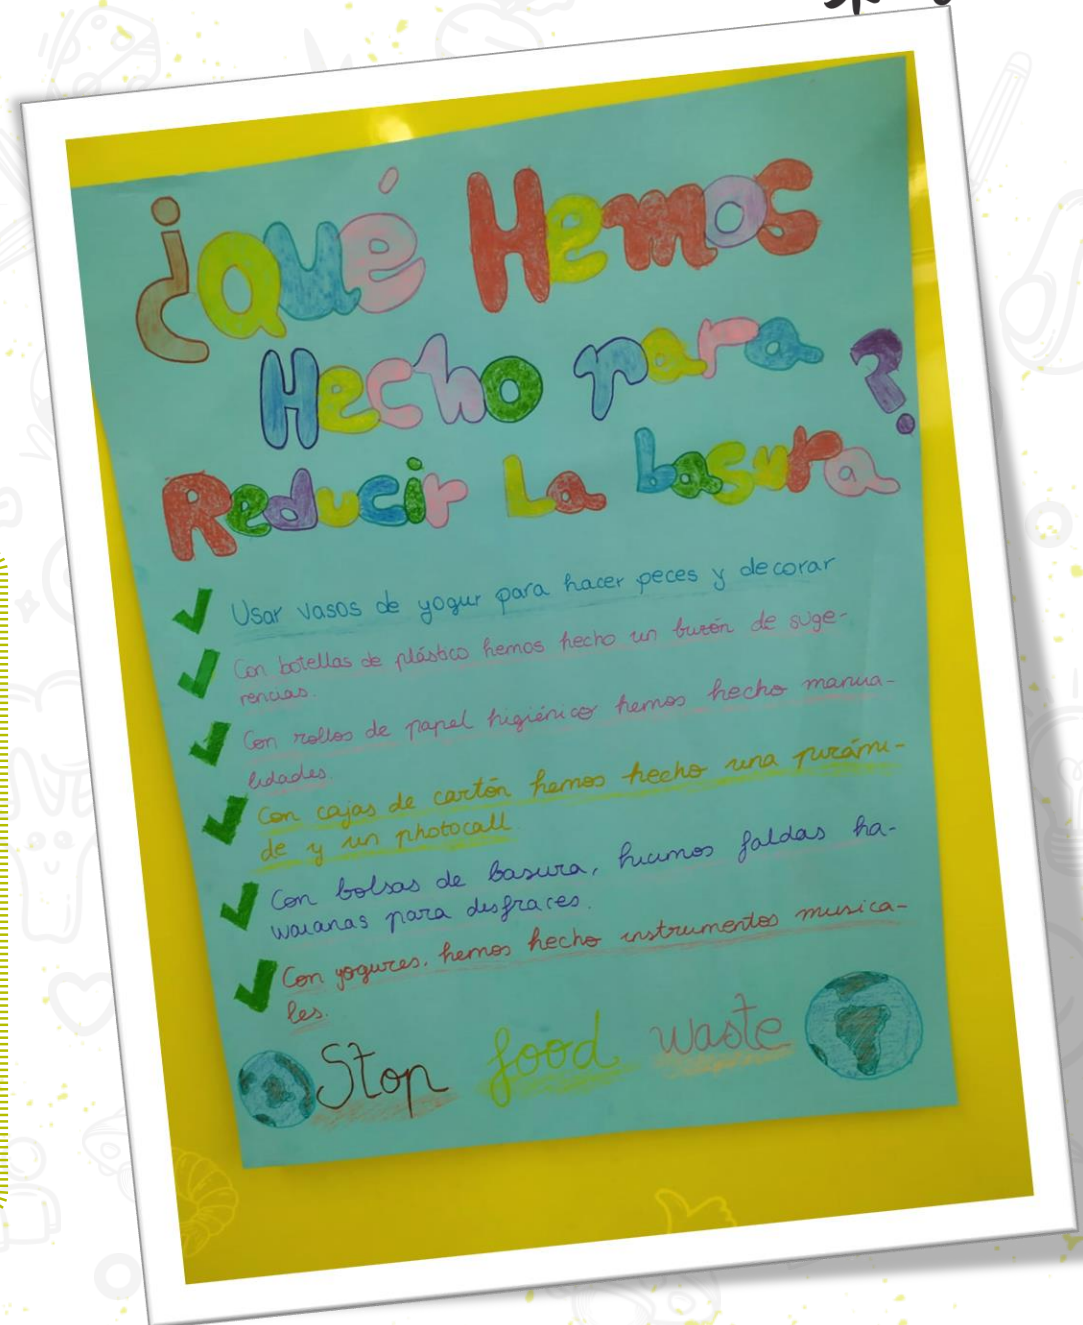 ¿Qué Hemos
Hecho para
Reducir La basura?
Usar vasos de yogur para hacer peces y decorar
Con botellas de plástico hemos hecho un buzón de suge-
rencias.
Con rollos de papel higiénico hemos hecho manua-
lidades.
Con cajas de cartón hemos hecho una pirámi-
de y un photocall.
Con bolsas de basura, hicimos faldas ha-
waianas para disfraces.
Con yogures, hemos hecho instrumentos musica-
les.
Stop food waste